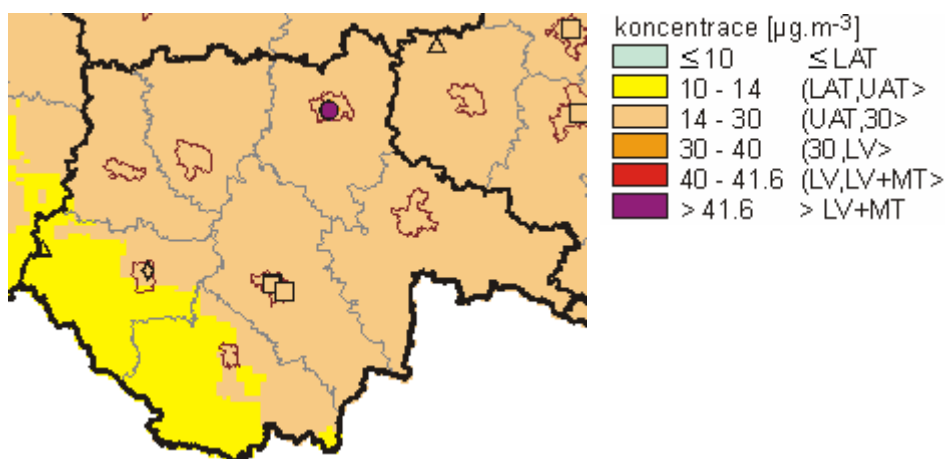 koncentrace [µg.m-3]
≤ 10 ≤ LAT
10 - 14 (LAT,UAT>
14 - 30 (UAT,30>
30 - 40 (30,LV>
40 - 41.6 (LV,LV+MT>
> 41.6 > LV+MT